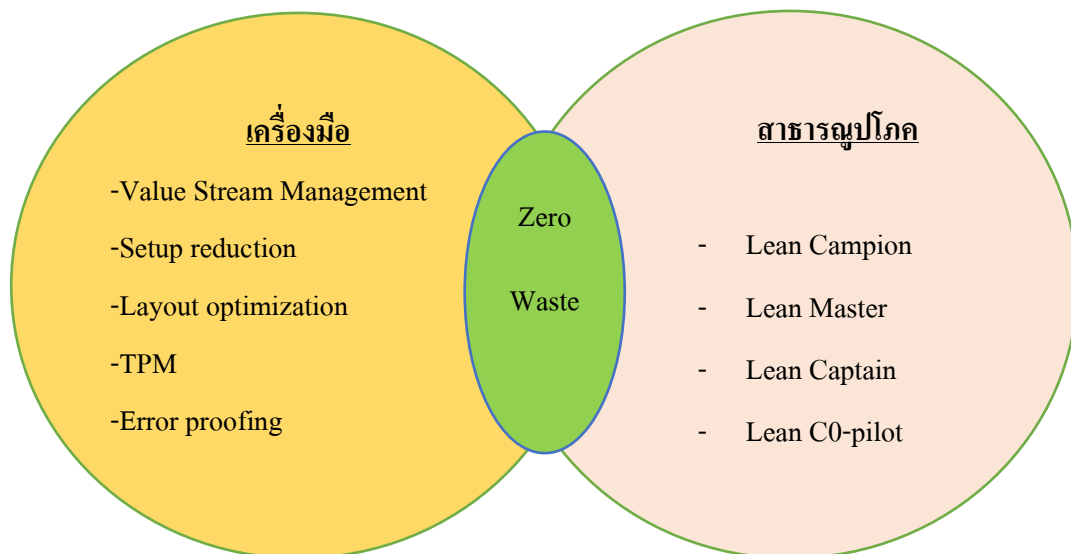 เครื่องมือ
-Value Stream Management
-Setup reduction
-Layout optimization
-TPM
-Error proofing
Zero
Waste
สาธารณูปโภค
- Lean Campion
- Lean Master
- Lean Captain
- Lean C0-pilot